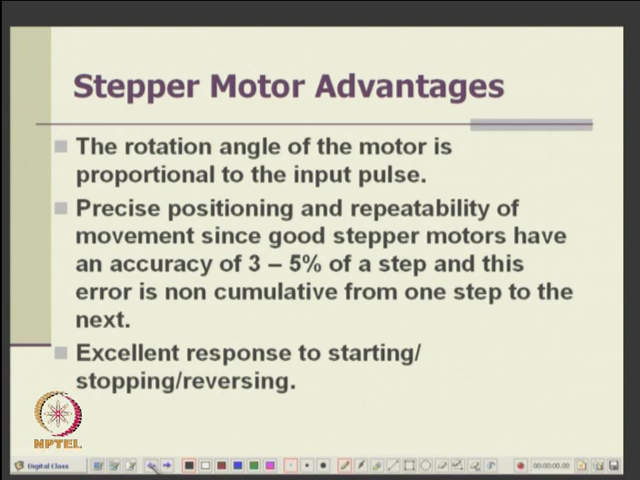 Stepper Motor Advantages
The rotation angle of the motor is
proportional to the input pulse.
Precise positioning and repeatability of
movement since good stepper motors have
an accuracy of 3 – 5% of a step and this
error is non cumulative from one step to the
next.
Excellent response to starting/
stopping/reversing.
NPTEL
Digital Class
00:00:00.00